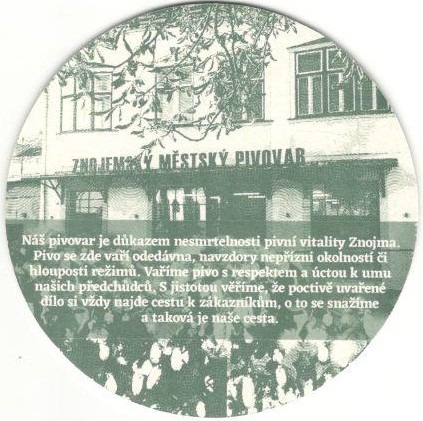 ZNOJEMSKÝ MĚSTSKÝ PIVOVAR
Náš pivovar je důkazem nesmrtelnosti pivní vitality Znojma.
Pivo se zde vaří odedávna, navzdory nepřízni okolností či
hlouposti režimů. Vaříme pivo s respektem a úctou k umu
našich předchůdců. S jistotou věříme, že poctivě uvařené
dílo si vždy najde cestu k zákazníkům, o to se snažíme
a taková je naše cesta.